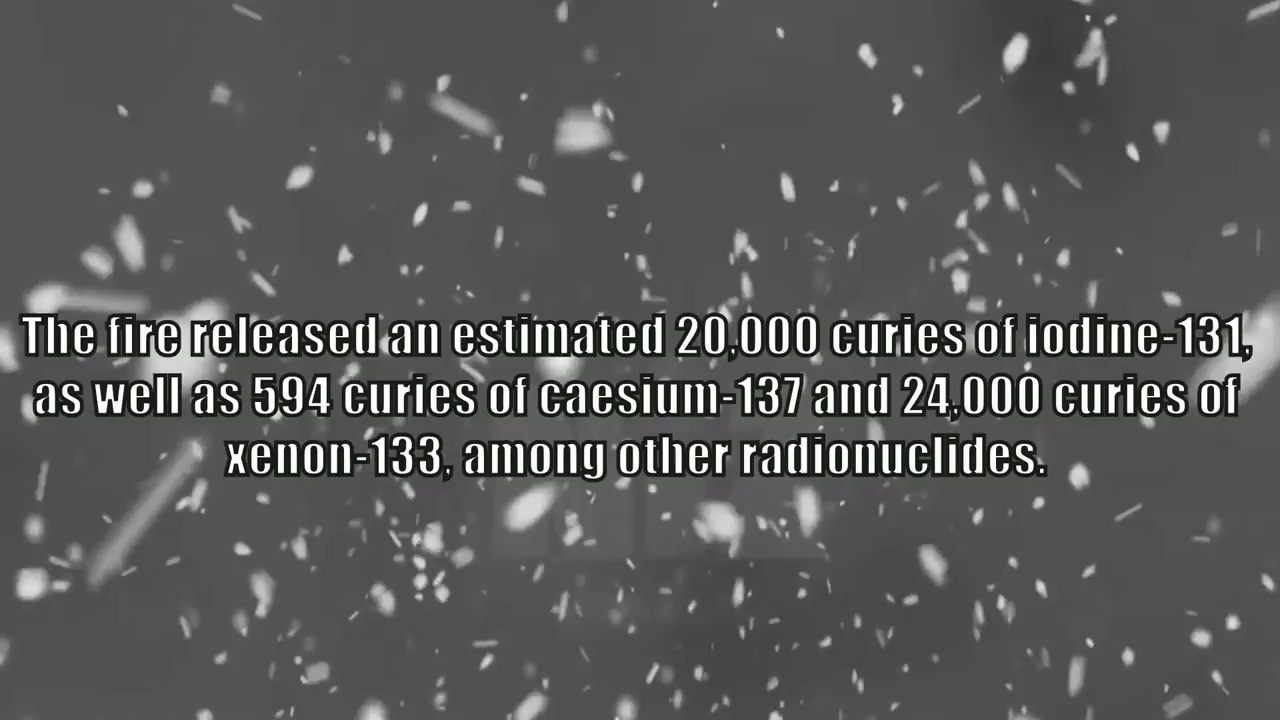 The fire released an estimated 20,000 curies of iodine-131,
as well as 594 curies of caesium-137 and 24,000 curies of
xenon-133, among other radionuclides.